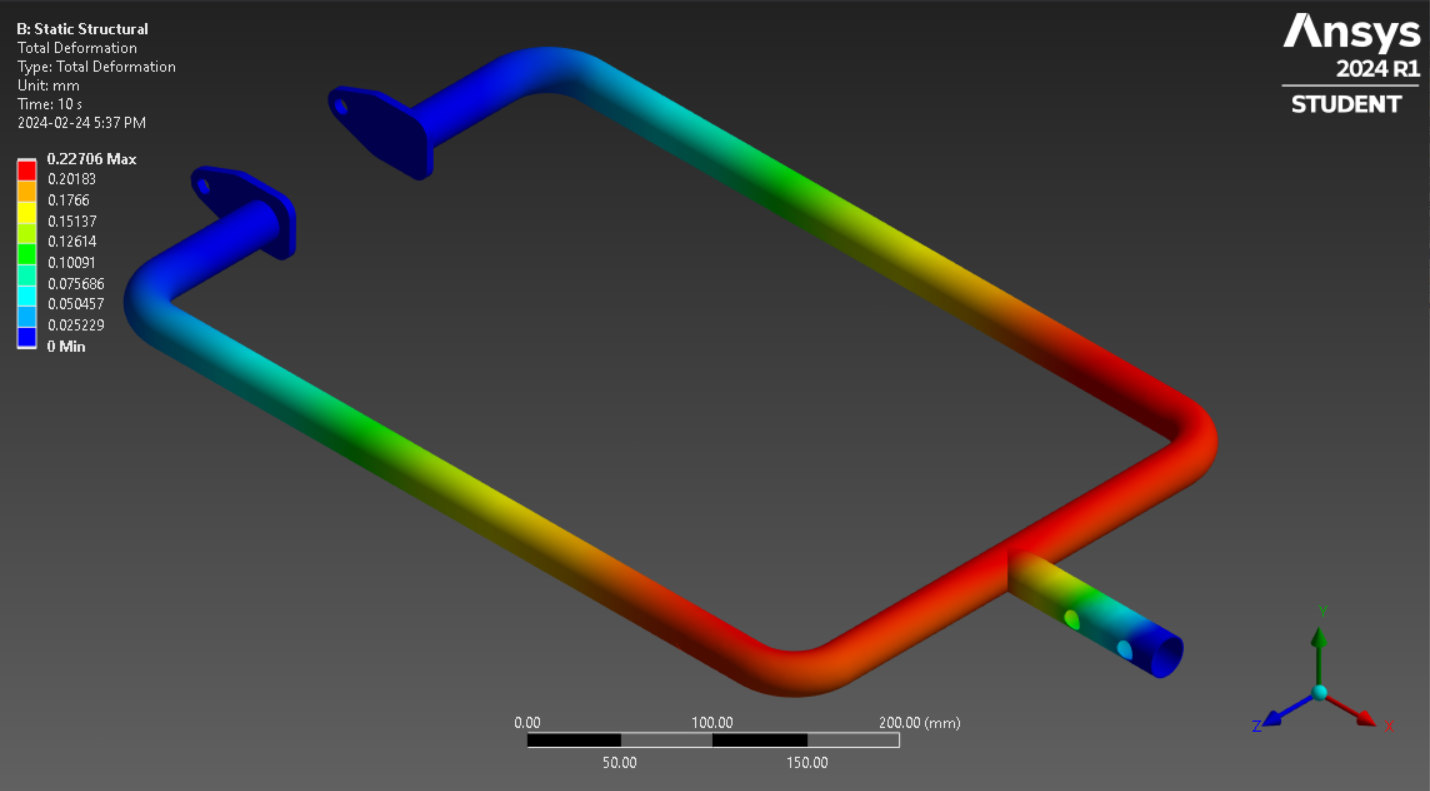 B: Static Structural
Total Deformation
Type: Total Deformation
Unit: mm
Time: 10 s
2024-02-24 5:37 PM
0.22706 Max
0.20183
0.1766
0.15137
0.12614
0.10091
0.075686
0.050457
0.025229
0 Min
Ansys
2024 R1
STUDENT
0.00 100.00 200.00 (mm)
50.00 150.00
Y
Z X